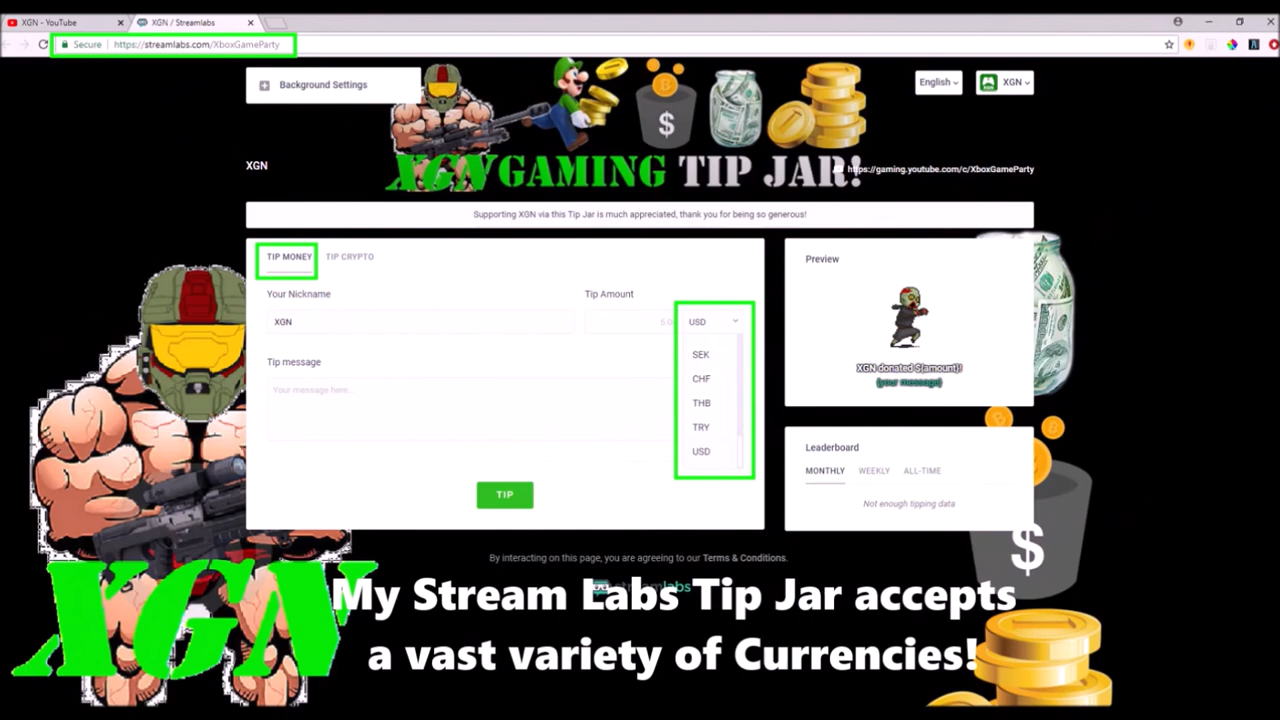 XGN - YouTube
XGN / Streamlabs
Secure
https://streamlabs.com/XboxGameParty
Background Settings
English
XGN
XGN
XGN GAMING TIP JAR!
https://gaming.youtube.com/c/XboxGameParty
Supporting XGN via this Tip Jar is much appreciated, thank you for being so generous!
TIP MONEY
TIP CRYPTO
Your Nickname
Tip Amount
XGN
USD
SEK
CHF
THB
TRY
USD
Tip message
Your message here...
TIP
Preview
XGN donated ${amount}!
{your message}
Leaderboard
MONTHLY
WEEKLY
ALL-TIME
Not enough tipping data
By interacting on this page, you are agreeing to our Terms & Conditions.
$
$
XGN
My Stream Labs Tip Jar accepts
a vast variety of Currencies!